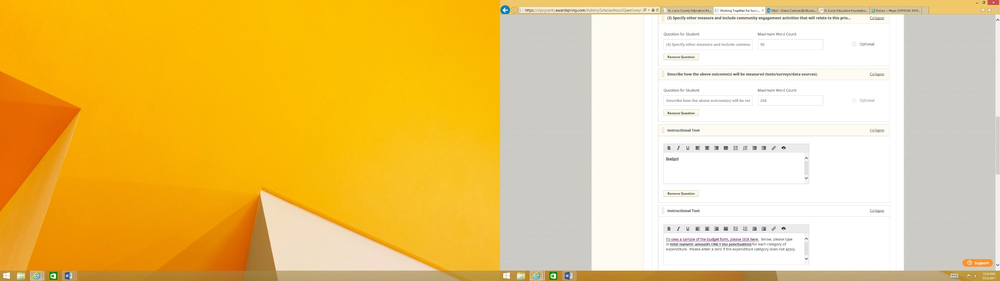 https://slpsgrants.awardspring.com/Admin/Scholarships/Questions/
St. Lucie County Education Fo...
Working Together for Succ...
Mail - Diane.Todman@stlucies...
St. Lucie Education Foundatio...
Future + Hope (OFFICIAL MUS...
(3) Specify other measure and include community engagement activities that will relate to this prio...
Collapse
Question for Student
Maximum Word Count
(3) Specify other measure and include commu
50
Optional
Remove Question
Describe how the above outcome(s) will be measured (tests/surveys/data sources).
Collapse
Question for Student
Maximum Word Count
Describe how the above outcome(s) will be me
250
Optional
Remove Question
Instructional Text
Collapse
B I U
Budget
Remove Question
Instructional Text
Collapse
B I U
To view a sample of the budget form, please click here. Below, please type
in total numeric amounts ONLY (no punctuation) for each category of
expenditure. Please enter a zero if the expenditure category does not apply.
Support
12:34 PM
7/25/2017